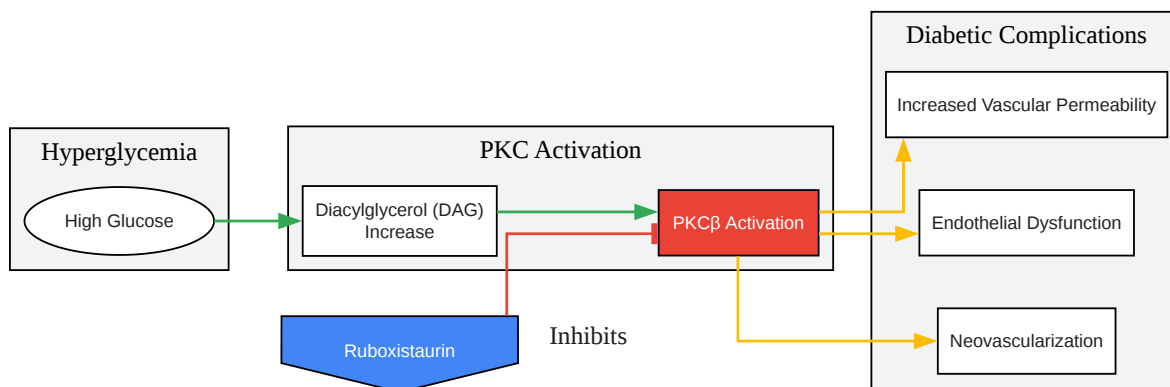 Diabetic Complications
Increased Vascular Permeability
Hyperglycemia
PKC Activation
High Glucose
Diacylglycerol (DAG)
Increase
PKCβ Activation
Endothelial Dysfunction
Ruboxistaurin
Inhibits
Neovascularization